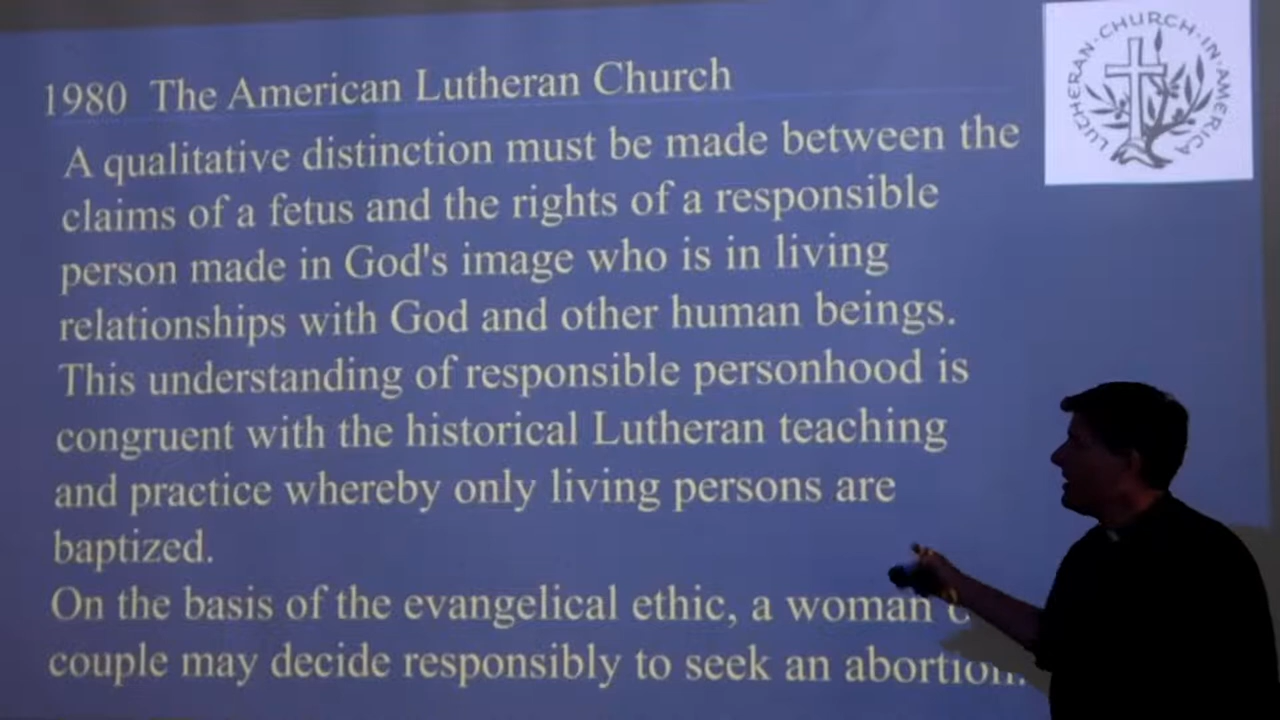 1980 The American Lutheran Church
A qualitative distinction must be made between the
claims of a fetus and the rights of a responsible
person made in God's image who is in living
relationships with God and other human beings.
This understanding of responsible personhood is
congruent with the historical Lutheran teaching
and practice whereby only living persons are
baptized.
On the basis of the evangelical ethic, a woman
couple may decide responsibly to seek an abortion.
LUTHERAN·CHURCH·IN·AMERICA